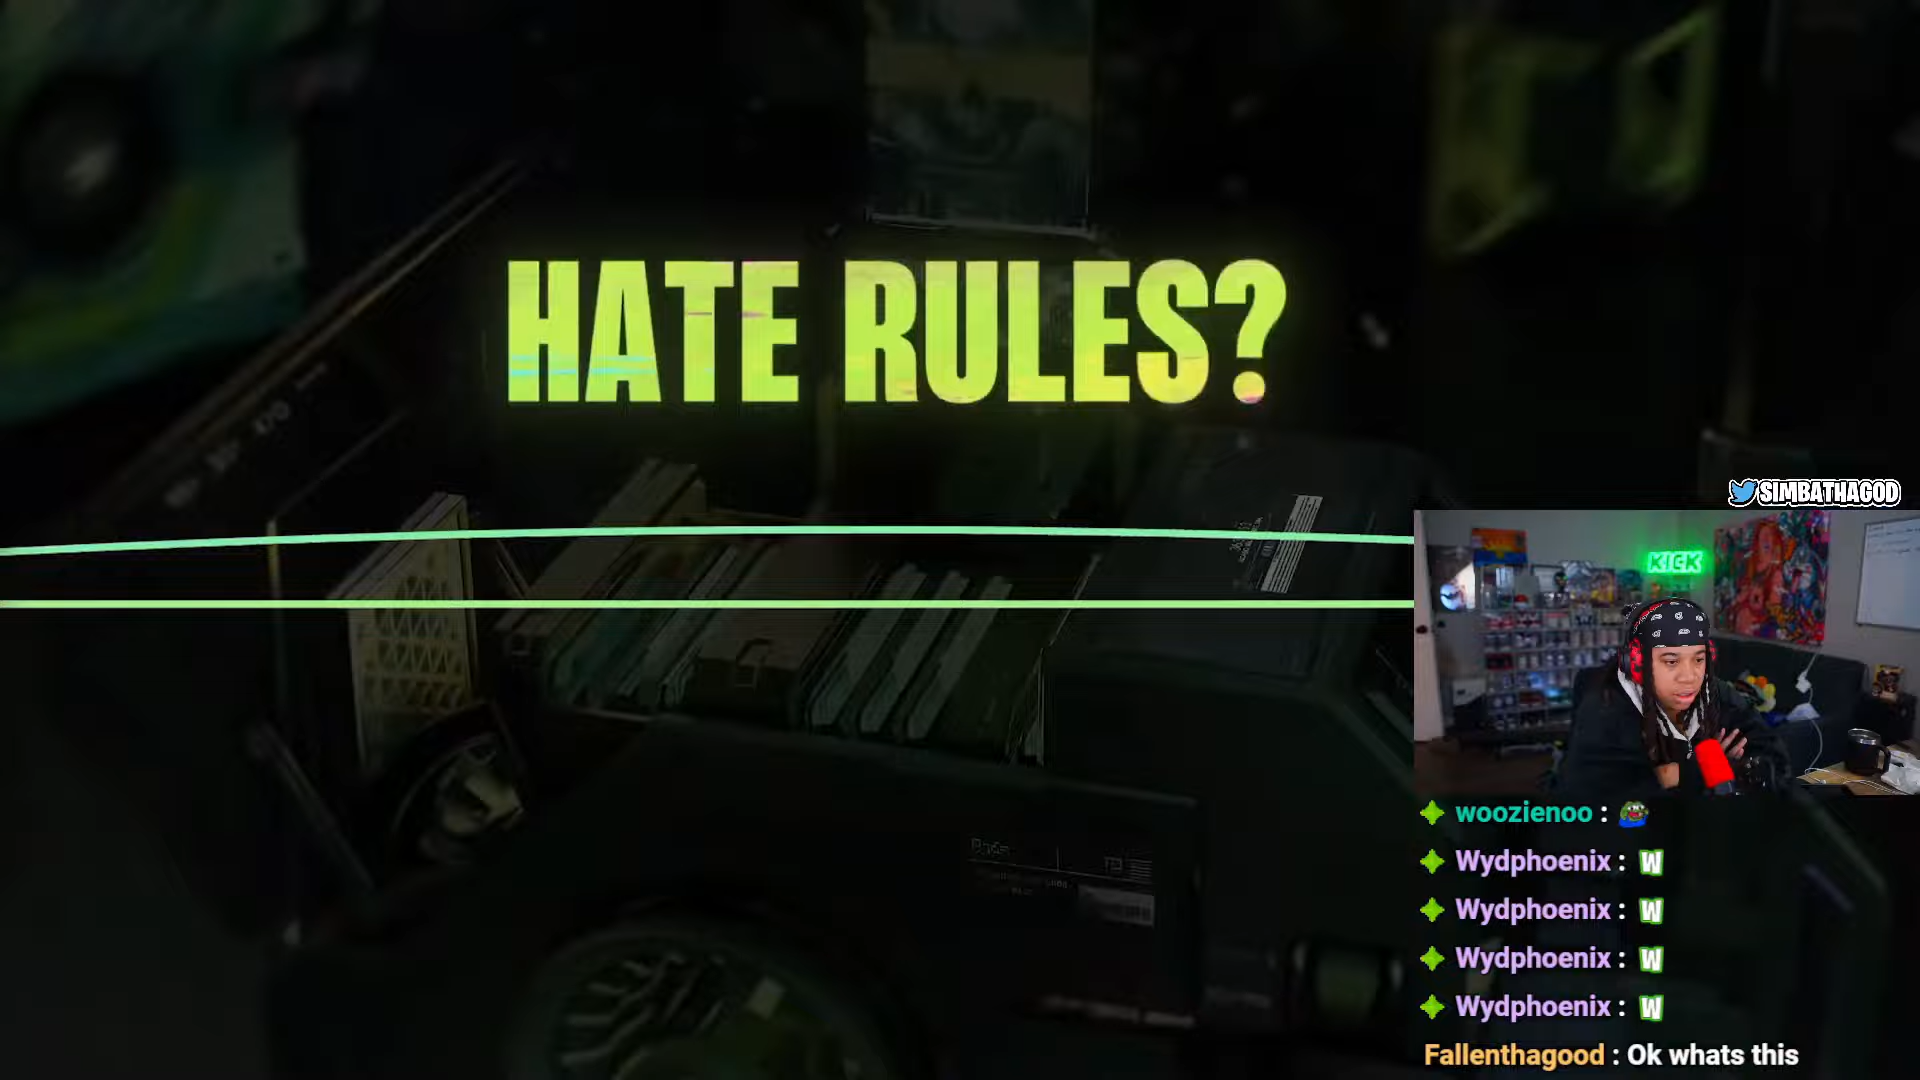 HATE RULES?
SIMBATHAGOD
KICK
woozienoo :
Wydphoenix : W
Wydphoenix : W
Wydphoenix : W
Wydphoenix : W
Fallenthagood : Ok whats this